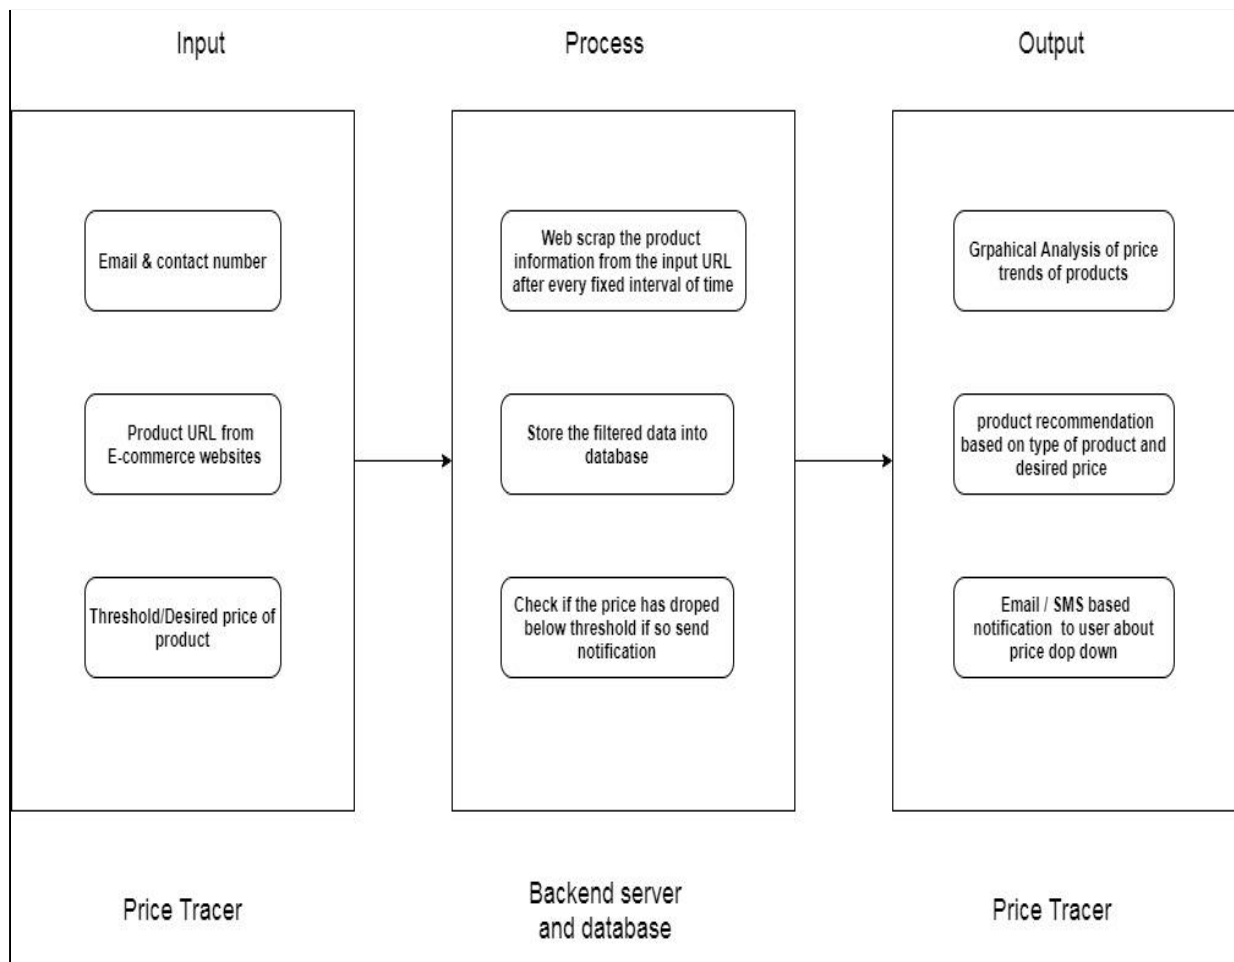 Input
Process
Output
Email & contact number
Product URL from
E-commerce websites
Threshold/Desired price of
product
Web scrap the product
information from the input URL
after every fixed interval of time
Store the filtered data into
database
Check if the price has droped
below threshold if so send
notification
Grpahical Analysis of price
trends of products
product recommendation
based on type of product and
desired price
Email / SMS based
notification to user about
price dop down
Price Tracer
Backend server
and database
Price Tracer